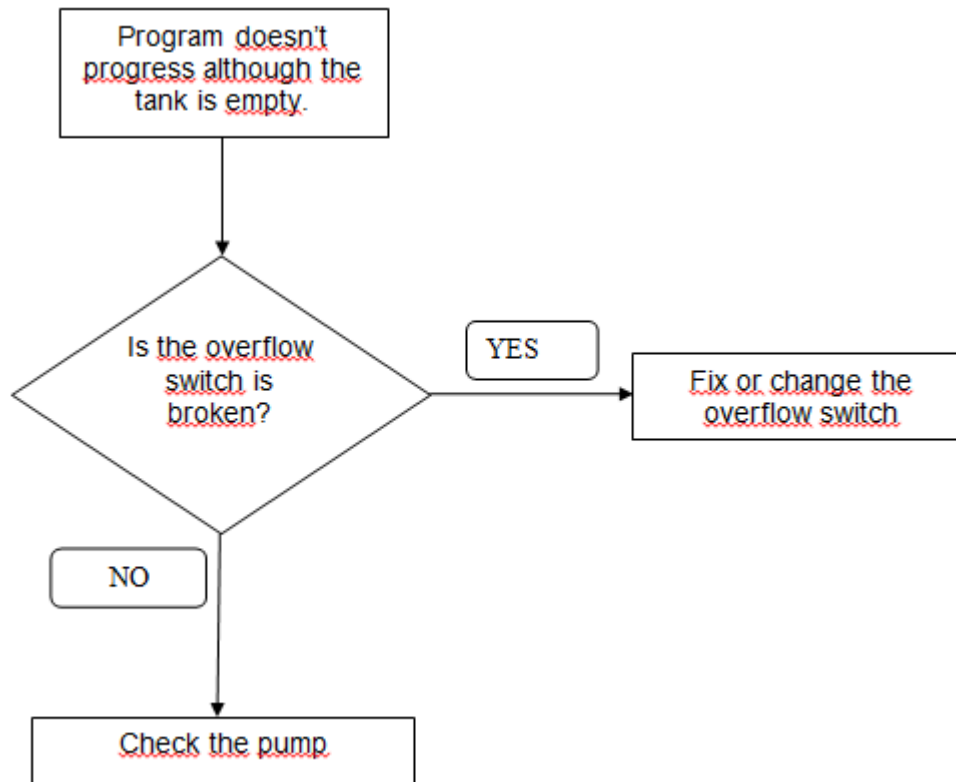 Program doesn't
progress although the
tank is empty.
Is the overflow
switch is
broken?
YES
Fix or change the
overflow switch
NO
Check the pump